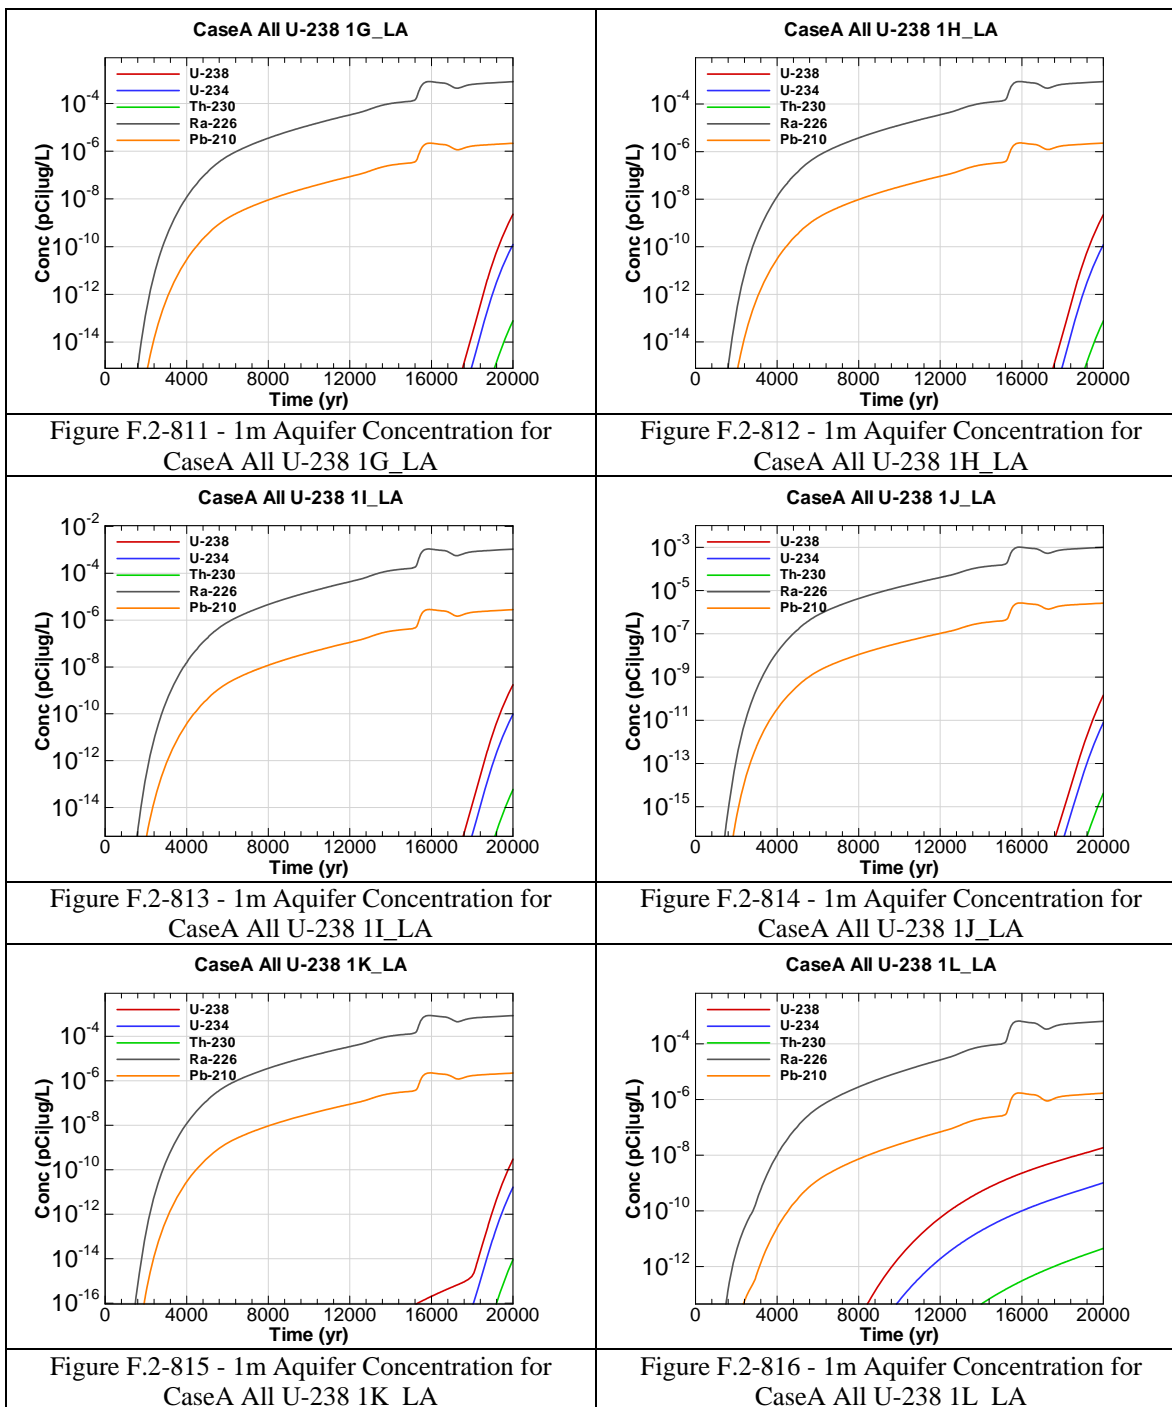 CaseA All U-238 1G_LA
U-238
U-234
Th-230
Ra-226
Pb-210
Conc (pCi|ug/L)
10-4
10-6
10-8
10-10
10-12
10-14
0 4000 8000 12000 16000 20000
Time (yr)
Figure F.2-811 - 1m Aquifer Concentration for
CaseA All U-238 1G_LA
CaseA All U-238 1H_LA
U-238
U-234
Th-230
Ra-226
Pb-210
Conc (pCi|ug/L)
10-4
10-6
10-8
10-10
10-12
10-14
0 4000 8000 12000 16000 20000
Time (yr)
Figure F.2-812 - 1m Aquifer Concentration for
CaseA All U-238 1H_LA
CaseA All U-238 1I_LA
U-238
U-234
Th-230
Ra-226
Pb-210
Conc (pCi|ug/L)
10-2
10-4
10-6
10-8
10-10
10-12
10-14
0 4000 8000 12000 16000 20000
Time (yr)
Figure F.2-813 - 1m Aquifer Concentration for
CaseA All U-238 1I_LA
CaseA All U-238 1J_LA
U-238
U-234
Th-230
Ra-226
Pb-210
Conc (pCi|ug/L)
10-3
10-5
10-7
10-9
10-11
10-13
10-15
0 4000 8000 12000 16000 20000
Time (yr)
Figure F.2-814 - 1m Aquifer Concentration for
CaseA All U-238 1J_LA
CaseA All U-238 1K_LA
U-238
U-234
Th-230
Ra-226
Pb-210
Conc (pCi|ug/L)
10-4
10-6
10-8
10-10
10-12
10-14
10-16
0 4000 8000 12000 16000 20000
Time (yr)
Figure F.2-815 - 1m Aquifer Concentration for
CaseA All U-238 1K_LA
CaseA All U-238 1L_LA
U-238
U-234
Th-230
Ra-226
Pb-210
Conc (pCi|ug/L)
10-4
10-6
10-8
10-10
10-12
0 4000 8000 12000 16000 20000
Time (yr)
Figure F.2-816 - 1m Aquifer Concentration for
CaseA All U-238 1L_LA